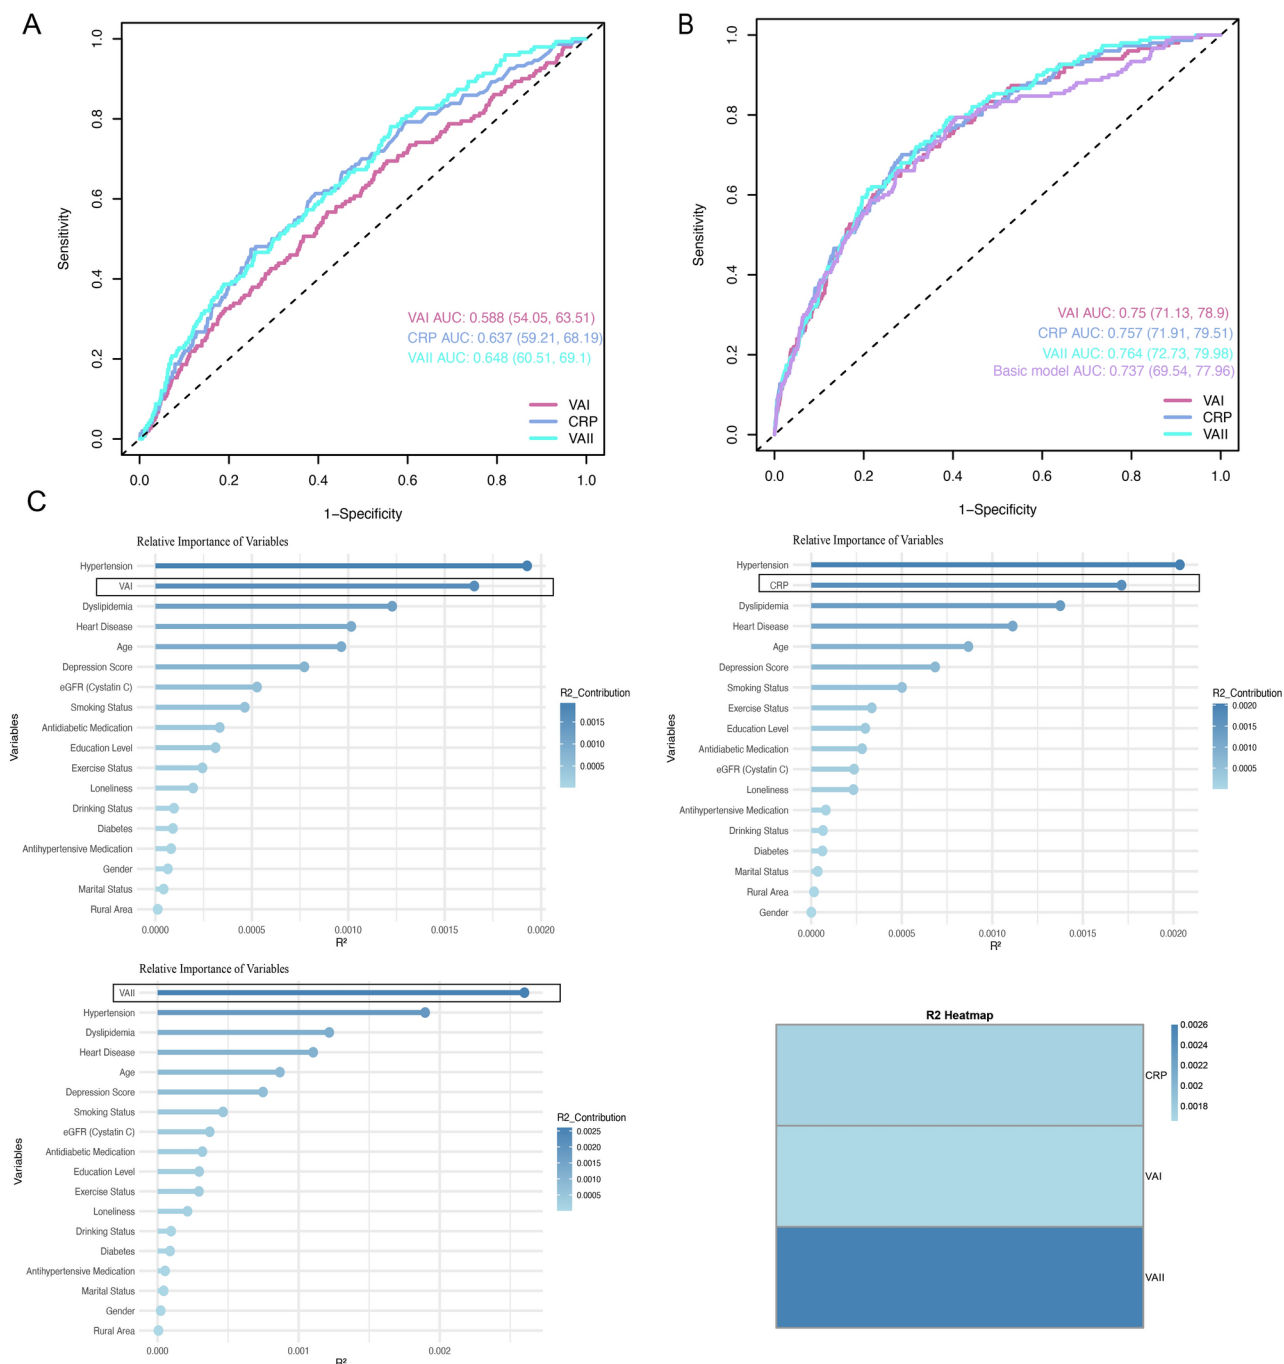 A
1.0
0.8
0.6
0.4
0.2
0.0
Sensitivity
VAI AUC: 0.588 (54.05, 63.51)
CRP AUC: 0.637 (59.21, 68.19)
VAII AUC: 0.648 (60.51, 69.1)
VAI
CRP
VAII
0.0 0.2 0.4 0.6 0.8 1.0
1−Specificity
B
1.0
0.8
0.6
0.4
0.2
0.0
Sensitivity
VAI AUC: 0.75 (71.13, 78.9)
CRP AUC: 0.757 (71.91, 79.51)
VAII AUC: 0.764 (72.73, 79.98)
Basic model AUC: 0.737 (69.54, 77.96)
VAI
CRP
VAII
0.0 0.2 0.4 0.6 0.8 1.0
1−Specificity
C
Relative Importance of Variables
Variables
Hypertension
VAI
Dyslipidemia
Heart Disease
Age
Depression Score
eGFR (Cystatin C)
Smoking Status
Antidiabetic Medication
Education Level
Exercise Status
Loneliness
Drinking Status
Diabetes
Antihypertensive Medication
Gender
Marital Status
Rural Area
0.0000 0.0005 0.0010 0.0015 0.0020
R²
R2_Contribution
0.0015
0.0010
0.0005
Relative Importance of Variables
Variables
Hypertension
CRP
Dyslipidemia
Heart Disease
Age
Depression Score
Smoking Status
Exercise Status
Education Level
Antidiabetic Medication
eGFR (Cystatin C)
Loneliness
Antihypertensive Medication
Drinking Status
Diabetes
Marital Status
Rural Area
Gender
0.0000 0.0005 0.0010 0.0015 0.0020
R²
R2_Contribution
0.0020
0.0015
0.0010
0.0005
Relative Importance of Variables
Variables
VAII
Hypertension
Dyslipidemia
Heart Disease
Age
Depression Score
Smoking Status
eGFR (Cystatin C)
Antidiabetic Medication
Education Level
Exercise Status
Loneliness
Drinking Status
Diabetes
Antihypertensive Medication
Marital Status
Gender
Rural Area
0.000 0.001 0.002
R²
R2_Contribution
0.0025
0.0020
0.0015
0.0010
0.0005
R2 Heatmap
CRP
VAI
VAII
0.0026
0.0024
0.0022
0.002
0.0018